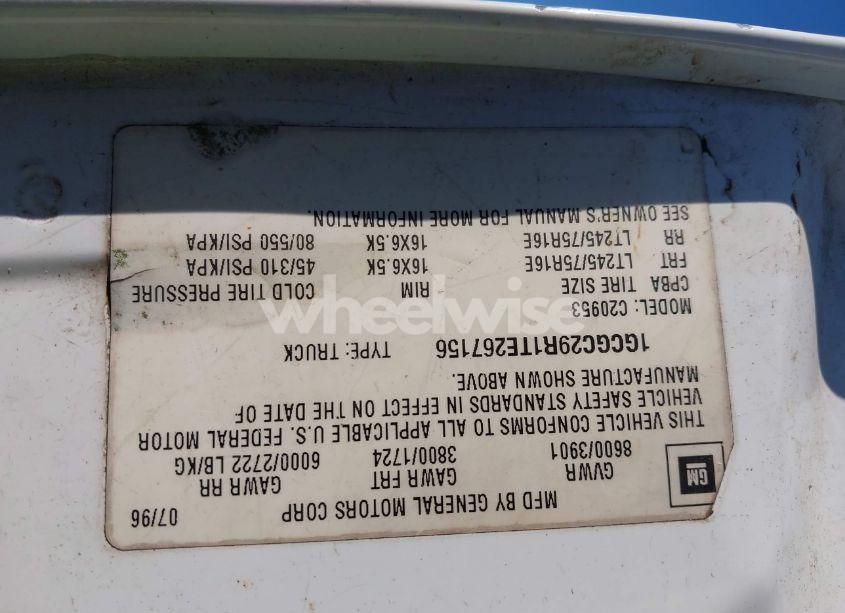 MFD BY GENERAL MOTORS CORP 07/96
GM
GVWR GAWR FRT GAWR RR
8600/3901 3800/1724 6000/2722 LB/KG
THIS VEHICLE CONFORMS TO ALL APPLICABLE U.S. FEDERAL MOTOR
VEHICLE SAFETY STANDARDS IN EFFECT ON THE DATE OF
MANUFACTURE SHOWN ABOVE.
1GCGC29R1TE267156 TYPE: TRUCK
MODEL: C20953
CPBA TIRE SIZE RIM COLD TIRE PRESSURE
FRT LT245/75R16E 16X6.5K 45/310 PSI/KPA
RR LT245/75R16E 16X6.5K 80/550 PSI/KPA
SEE OWNER'S MANUAL FOR MORE INFORMATION.
wheelwise